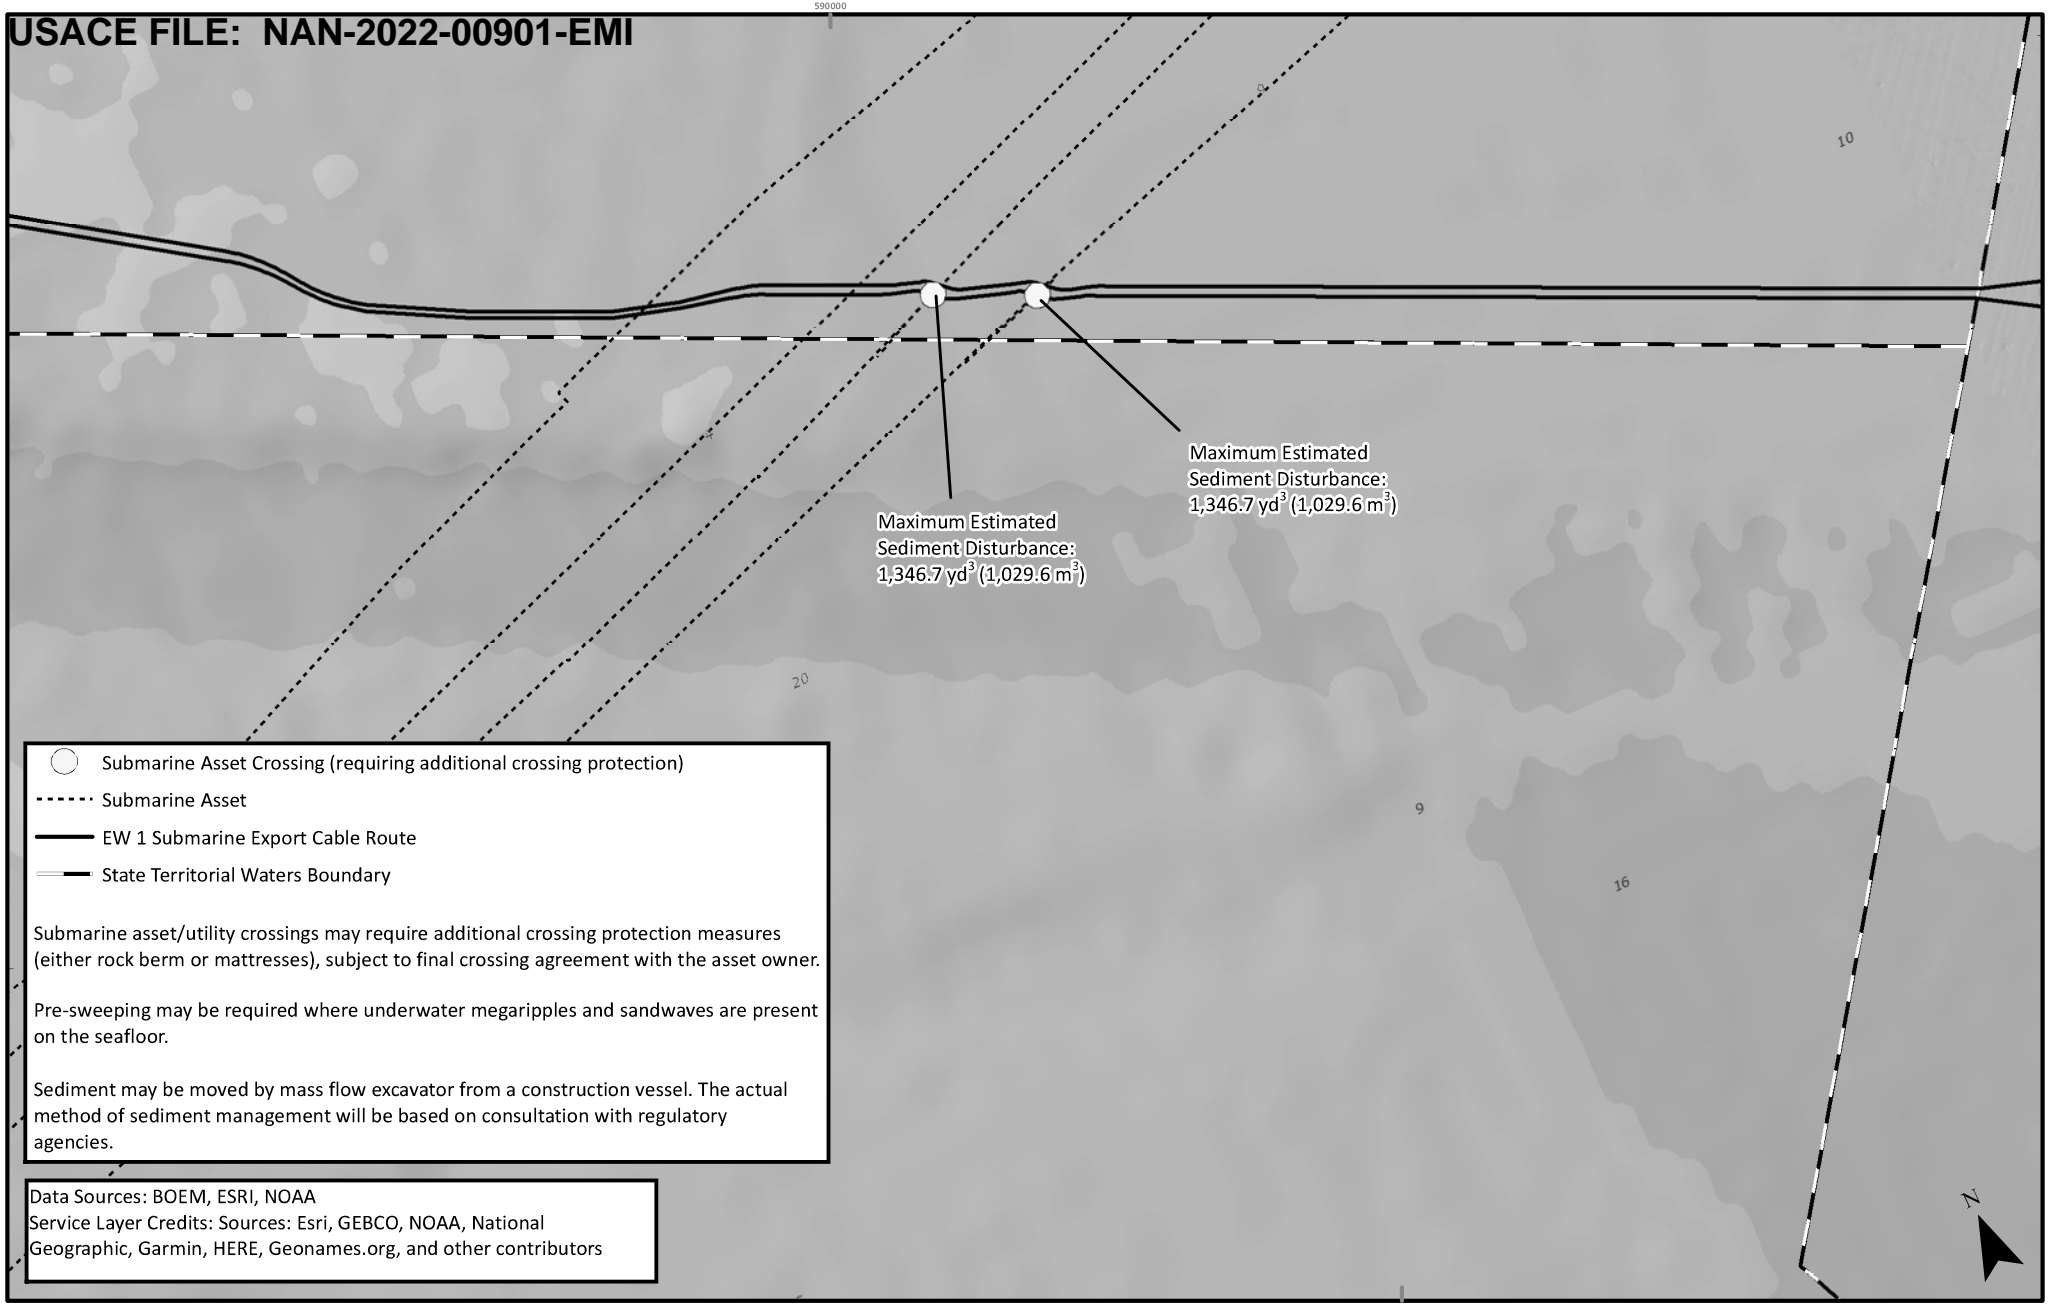 590000
USACE FILE: NAN-2022-00901-EMI
9
10
Maximum Estimated
Sediment Disturbance:
1,346.7 yd³ (1,029.6 m³)
4
Maximum Estimated
Sediment Disturbance:
1,346.7 yd³ (1,029.6 m³)
20
Submarine Asset Crossing (requiring additional crossing protection)
Submarine Asset
EW 1 Submarine Export Cable Route
State Territorial Waters Boundary
Submarine asset/utility crossings may require additional crossing protection measures
(either rock berm or mattresses), subject to final crossing agreement with the asset owner.
Pre-sweeping may be required where underwater megaripples and sandwaves are present
on the seafloor.
Sediment may be moved by mass flow excavator from a construction vessel. The actual
method of sediment management will be based on consultation with regulatory
agencies.
9
16
Data Sources: BOEM, ESRI, NOAA
Service Layer Credits: Sources: Esri, GEBCO, NOAA, National
Geographic, Garmin, HERE, Geonames.org, and other contributors
N